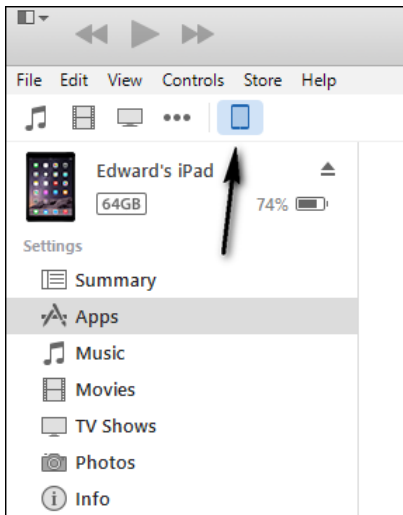 File Edit View Controls Store Help
Edward's iPad
64GB 74%
Settings
Summary
Apps
Music
Movies
TV Shows
Photos
Info